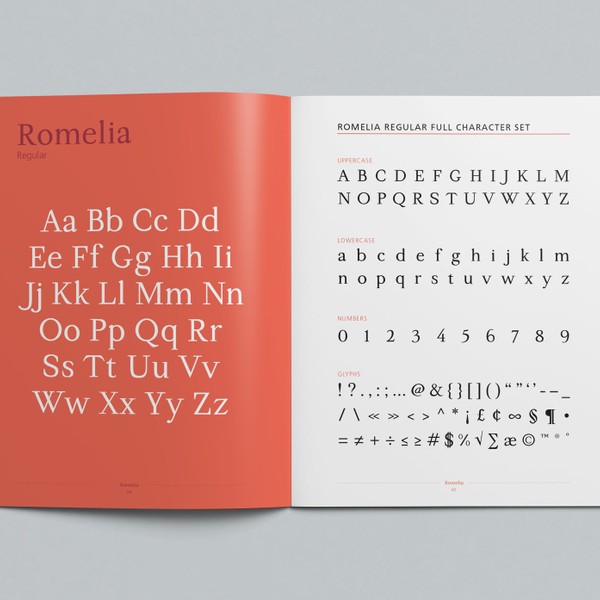 Romelia
Regular
Aa Bb Cc Dd
Ee Ff Gg Hh Ii
Jj Kk Ll Mm Nn
Oo Pp Qq Rr
Ss Tt Uu Vv
Ww Xx Yy Zz
Romelia
ROMELIA REGULAR FULL CHARACTER SET
UPPERCASE
A B C D E F G H I J K L M
N O P Q R S T U V W X Y Z
LOWERCASE
a b c d e f g h i j k l m
n o p q r s t u v w x y z
NUMBERS
0 1 2 3 4 5 6 7 8 9
GLYPHS
! ? . , : ; … @ & { } [ ] ( ) “ ” ‘ ’ - – _
/ \ « » < > ^ * ¡ £ ¢ ∞ § ¶ •
= ≠ + ÷ ≤ ≥ # $ % √ ∑ æ © ™ ® °
Romelia